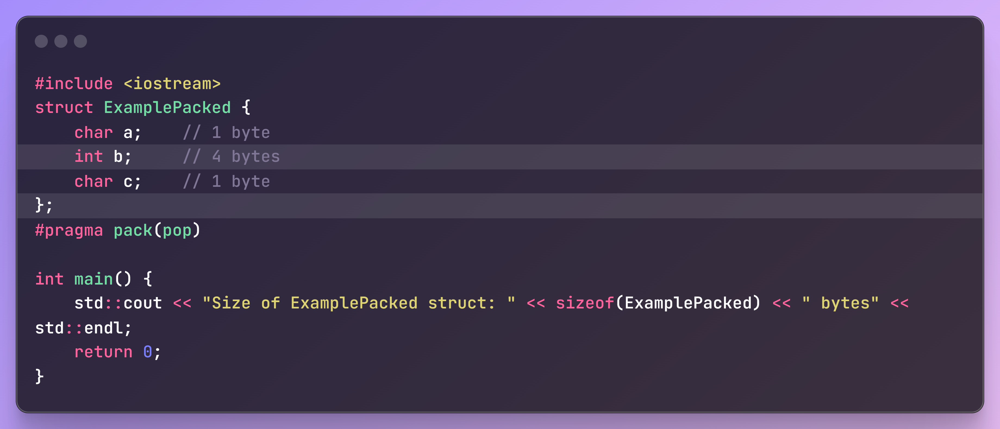 #include <iostream>
struct ExamplePacked {
    char a;    // 1 byte
    int b;     // 4 bytes
    char c;    // 1 byte
};
#pragma pack(pop)

int main() {
    std::cout << "Size of ExamplePacked struct: " << sizeof(ExamplePacked) << " bytes" <<
std::endl;
    return 0;
}